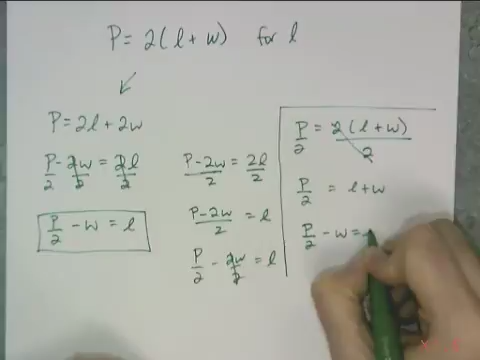 P = 2(l + w) for l
P = 2l + 2w
P/2 - 2w/2 = 2l/2
P/2 - w = l
P-2w/2 = 2l/2
P-2w/2 = l
P/2 - 2w/2 = l
P/2 = 2(l+w)/2
P/2 = l+w
P/2 - w =